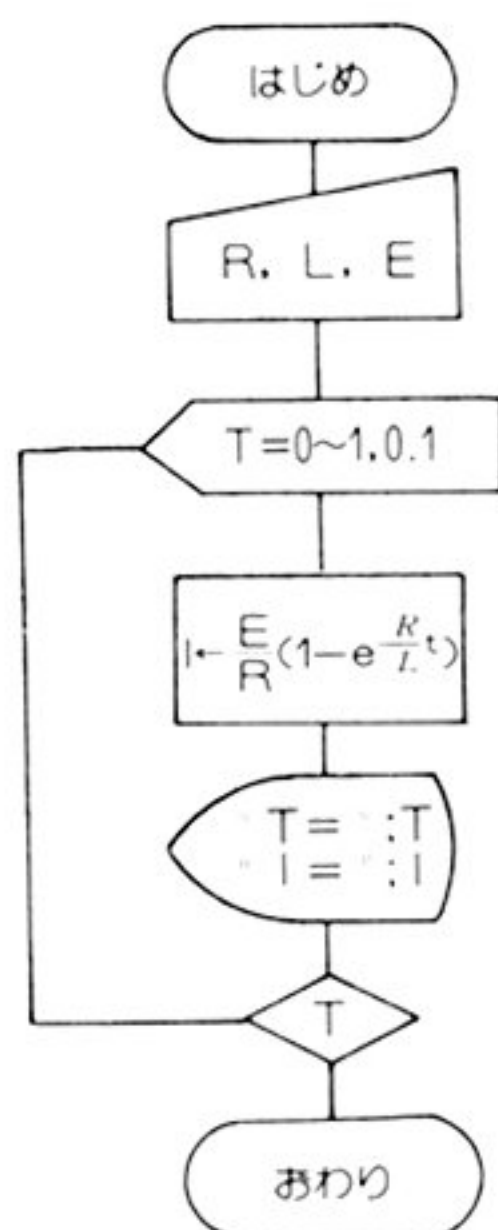 はじめ
R. L. E
T=0~1,0.1
I← E/R (1-e^-R/L t)
"T=":T
"I=":I
T
おわり